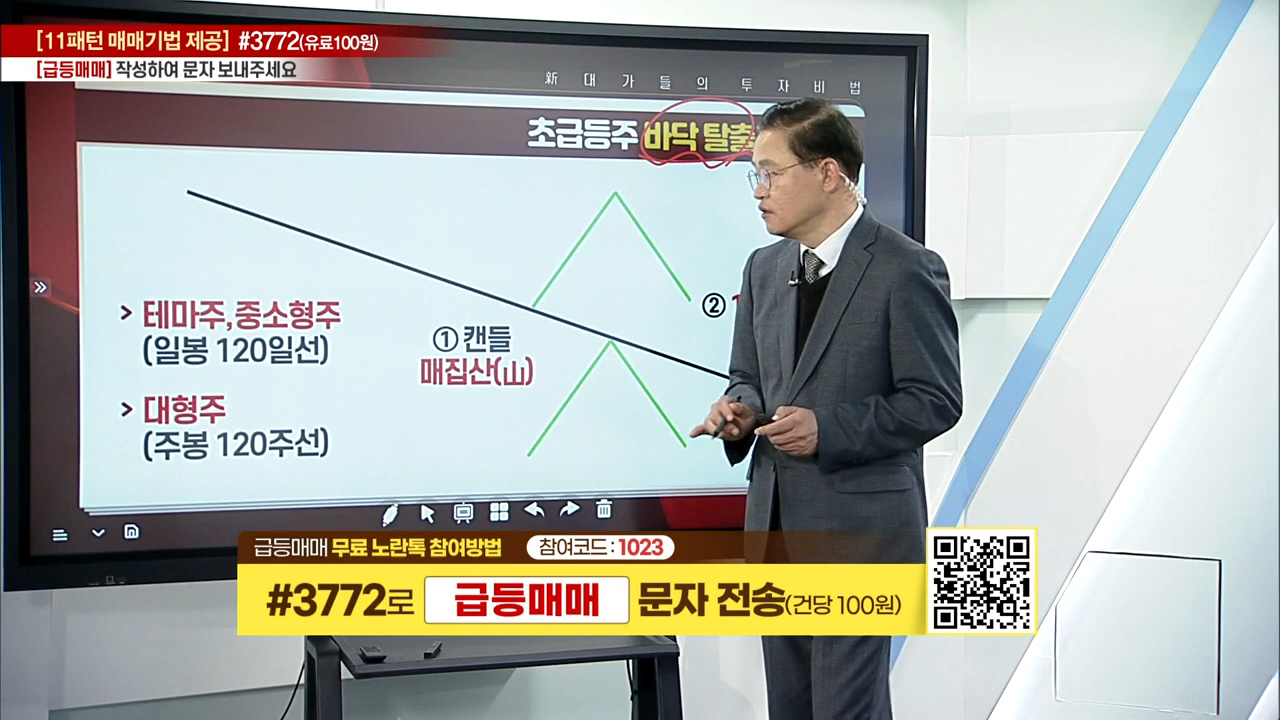 [11패턴 매매기법 제공] #3772(유료100원)
[급등매매] 작성하여 문자 보내주세요
新대가들의투자비법
초급등주 바닥 탈출
> 테마주,중소형주
(일봉 120일선)
> 대형주
(주봉 120주선)
① 캔들
매집산(山)
②
급등매매 무료 노란톡 참여방법
참여코드 : 1023
#3772로 급등매매 문자 전송(건당 100원)